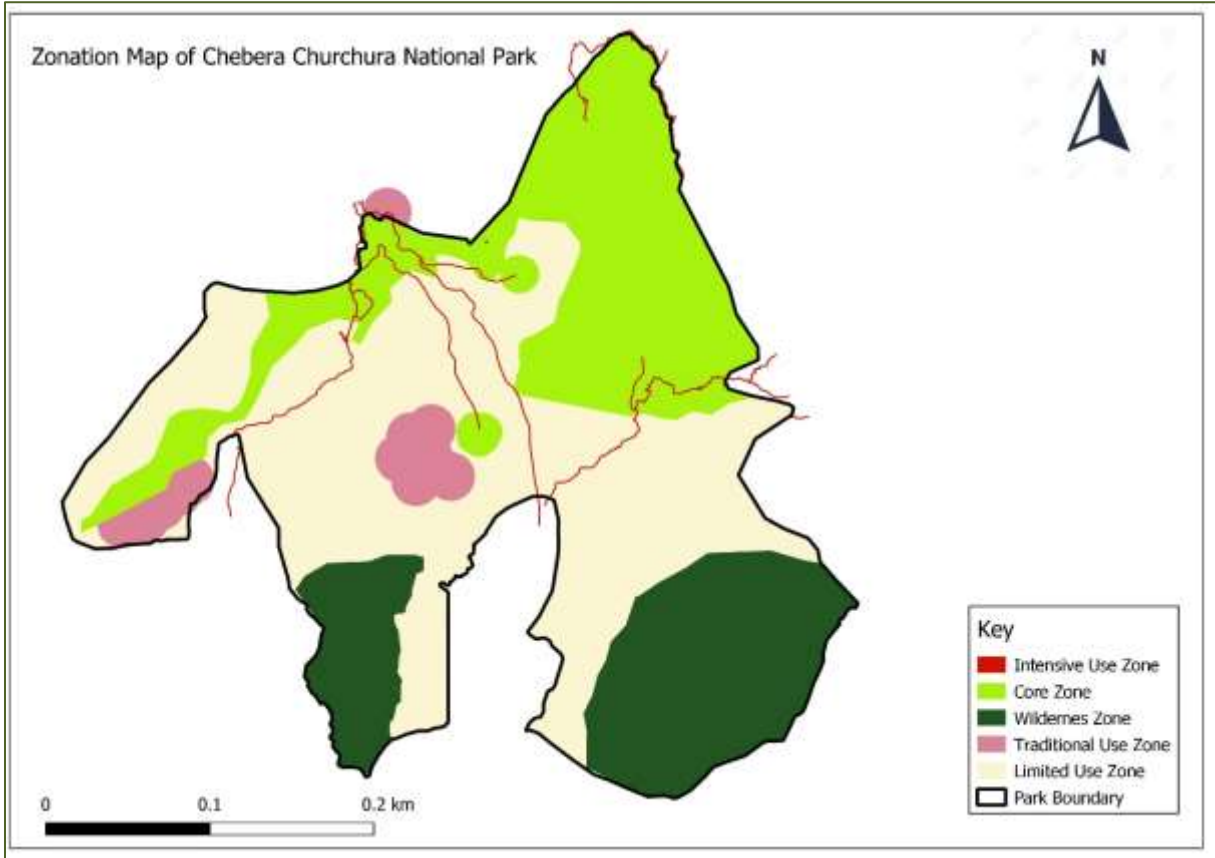 Zonation Map of Chebera Churchura National Park
N
Key
Intensive Use Zone
Core Zone
Wildernes Zone
Traditional Use Zone
Limited Use Zone
Park Boundary
0 0.1 0.2 km